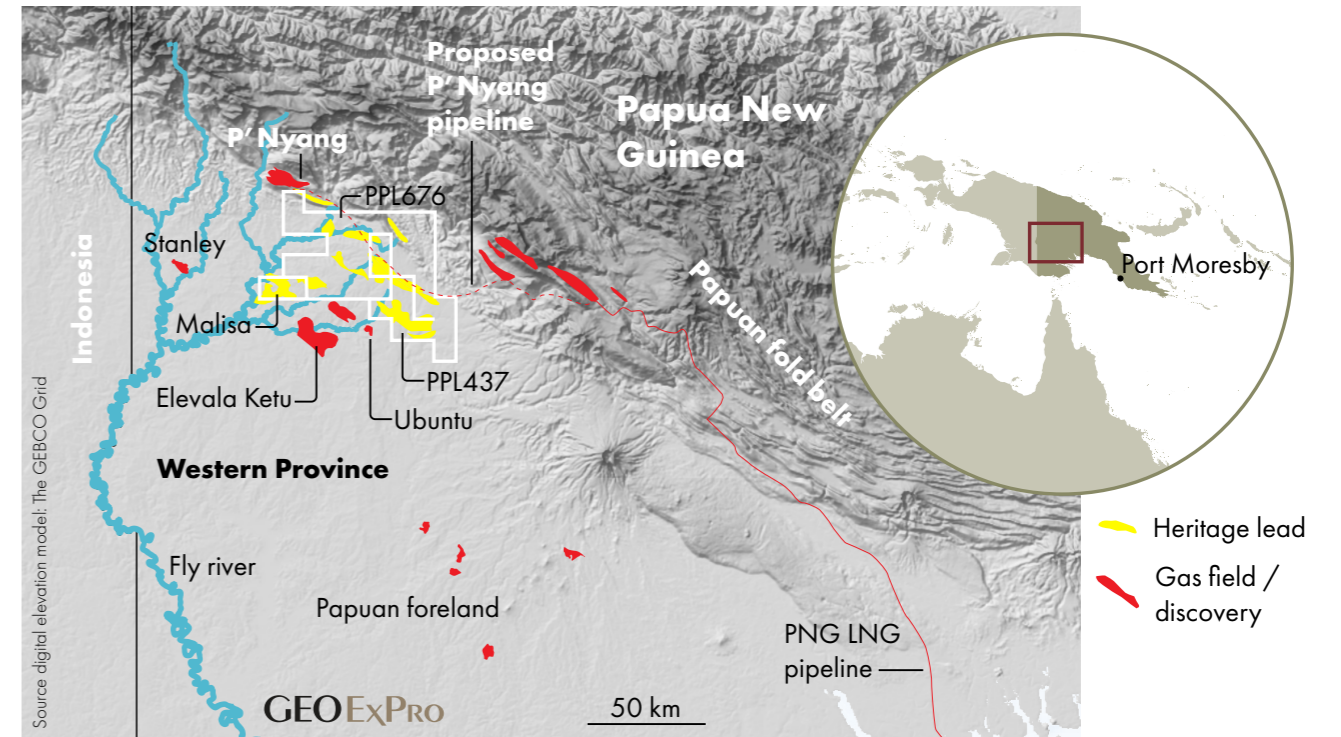 Proposed
P'Nyang
pipeline
Papua New
Guinea
P'Nyang
PPL676
Stanley
Indonesia
Port Moresby
Papuan fold belt
Malisa
PPL437
Elevala Ketu
Ubuntu
Western Province
Heritage lead
Fly river
Gas field /
discovery
Papuan foreland
PNG LNG
pipeline
50 km
GEOExPro
Source digital elevation model: The GEBCO Grid